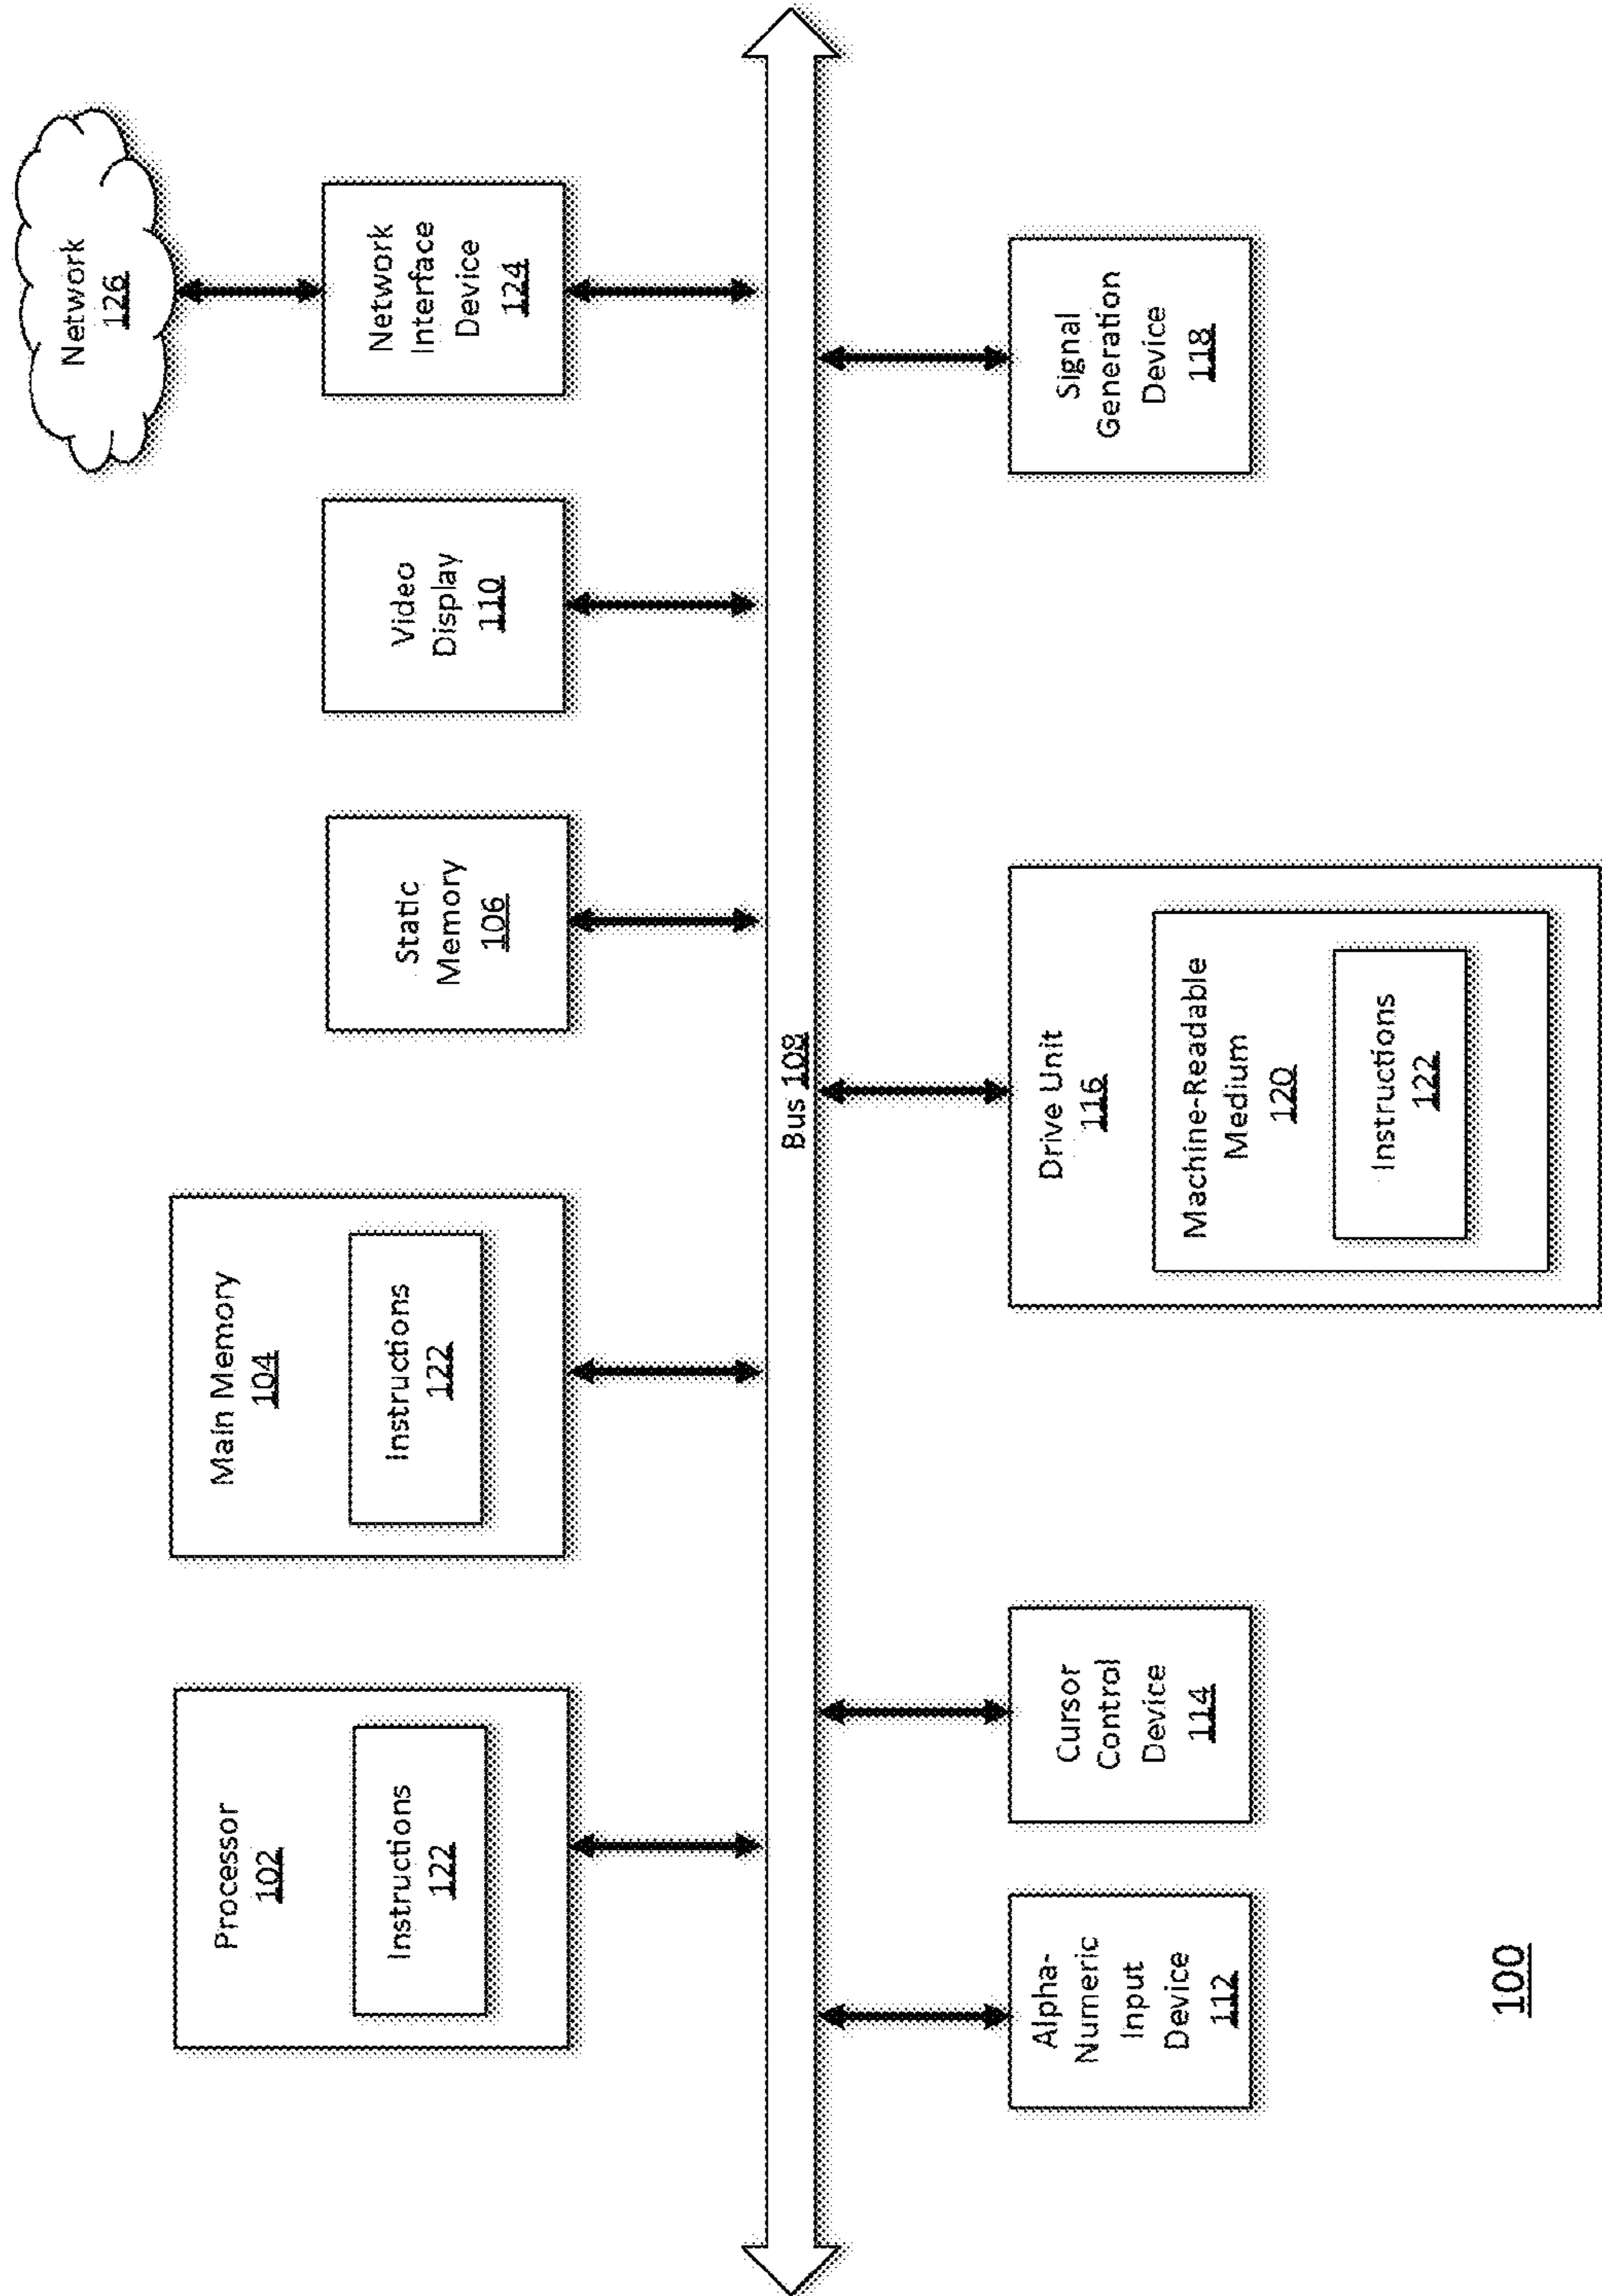 Network
126
Processor
102
Instructions
122
Main Memory
104
Instructions
122
Static
Memory
106
Video
Display
110
Network
Interface
Device
124
Bus 108
Alpha-
Numeric
Input
Device
112
Cursor
Control
Device
114
Drive Unit
116
Machine-Readable
Medium
120
Instructions
122
Signal
Generation
Device
118
100